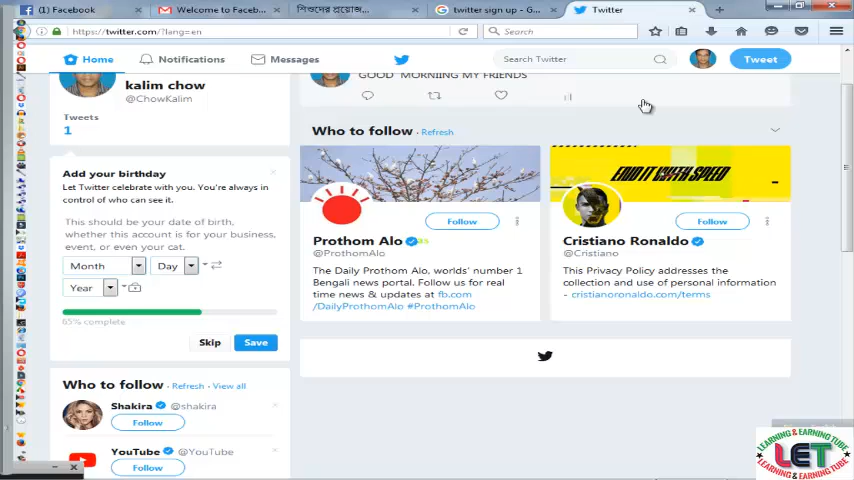 (1) Facebook
Welcome to Faceb...
শিশুদের প্রয়োজ...
twitter sign up - G...
Twitter
https://twitter.com/?lang=en
Search
Home
Notifications
Messages
Search Twitter
Tweet
kalim chow
@ChowKalim
Tweets
1
GOOD MORNIING MY FRIENDS
Who to follow · Refresh
Add your birthday
Let Twitter celebrate with you. You're always in
control of who can see it.
This should be your date of birth,
whether this account is for your business,
event, or even your cat.
Month
Day
Year
65% complete
Skip
Save
END IT WITH SPEED
Follow
Prothom Alo
@ProthomAlo
The Daily Prothom Alo, worlds' number 1
Bengali news portal. Follow us for real
time news & updates at fb.com
/DailyProthomAlo #ProthomAlo
Follow
Cristiano Ronaldo
@Cristiano
This Privacy Policy addresses the
collection and use of personal information
- cristianoronaldo.com/terms
Who to follow · Refresh · View all
Shakira @shakira
Follow
YouTube @YouTube
Follow
LEARNING & EARNING TUBE
LET
LEARNING & EARNING TUBE